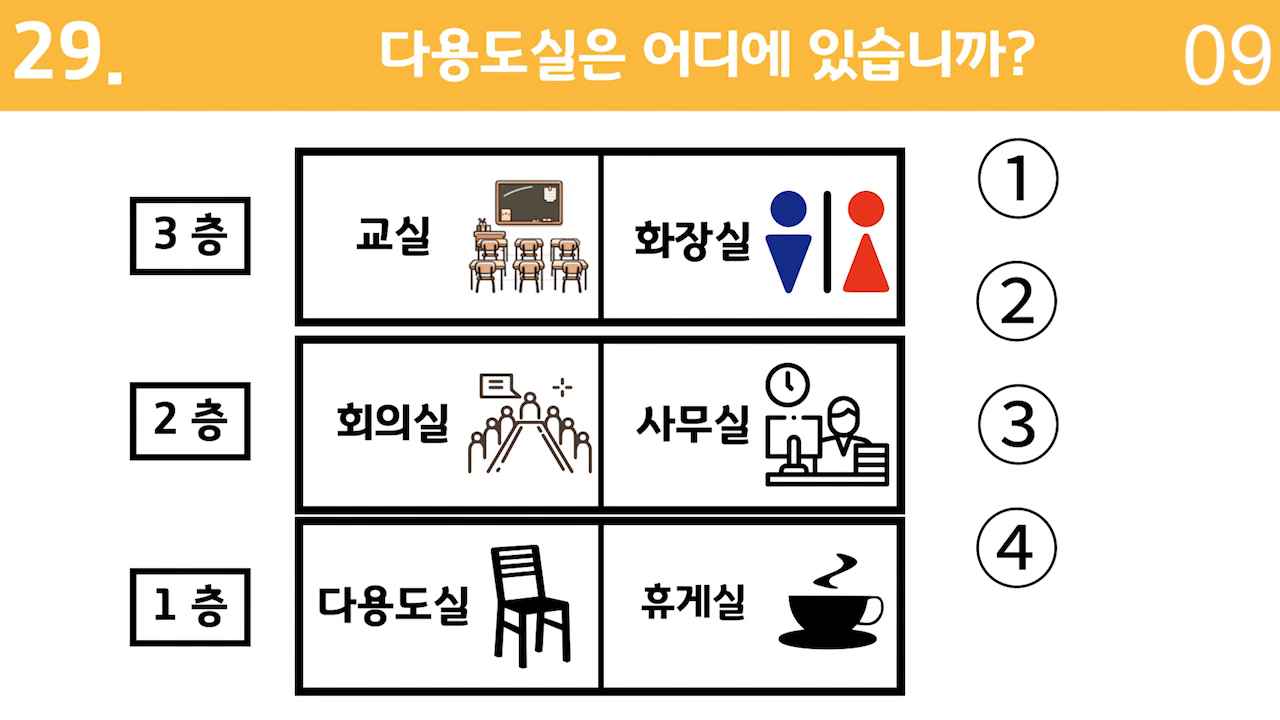 29. 다용도실은 어디에 있습니까? 09
3 층 교실 화장실 ①
②
2 층 회의실 사무실 ③
④
1 층 다용도실 휴게실